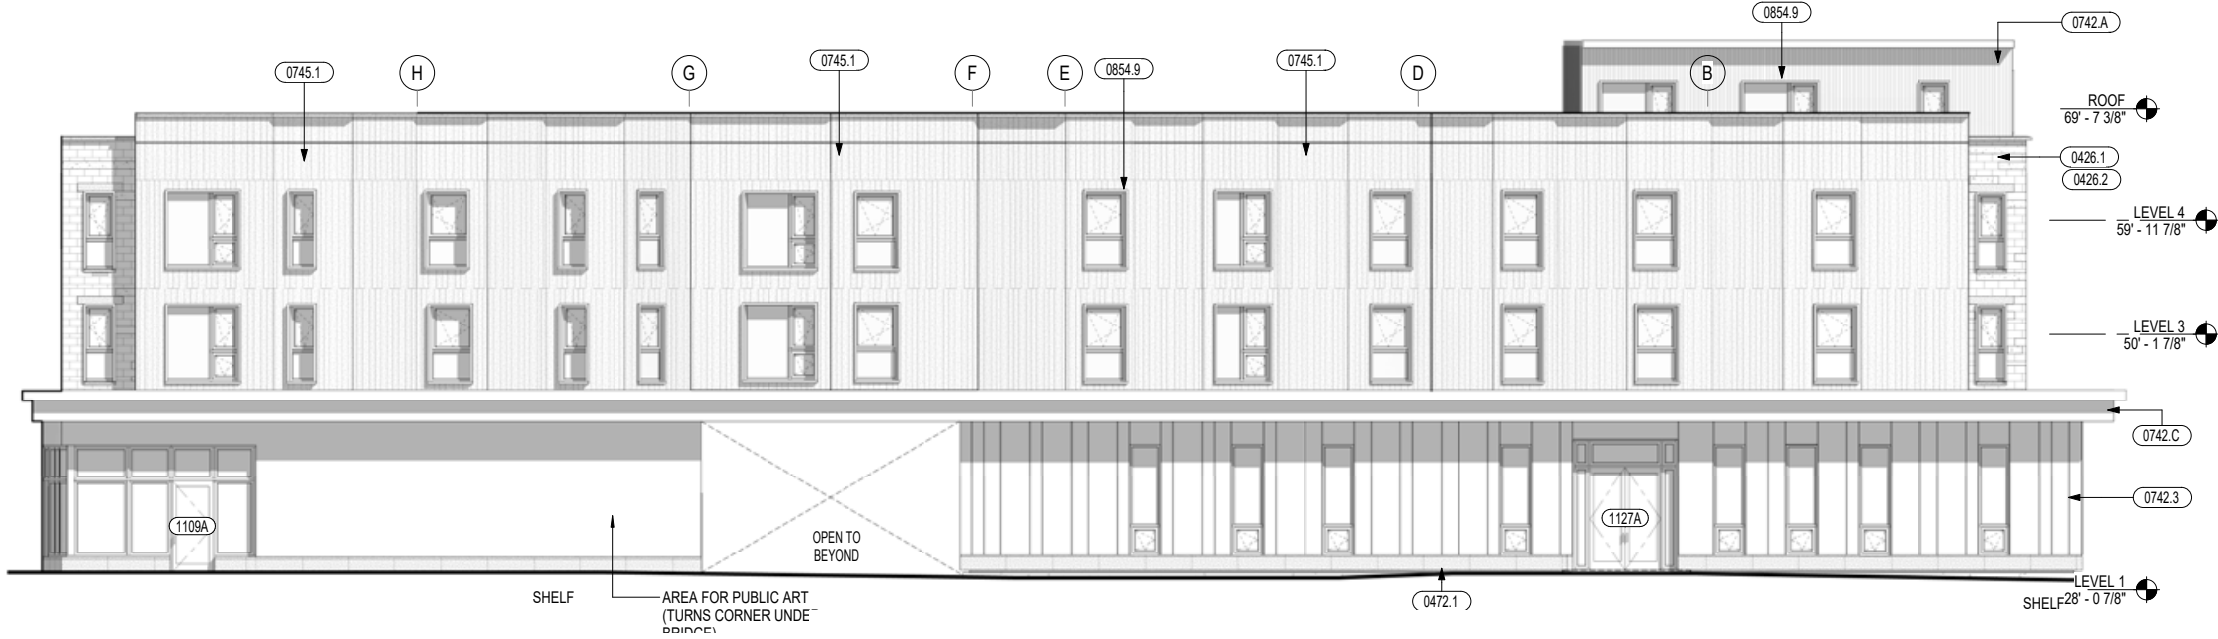 0854.9
0742.A
0745.1
H
G
0745.1
F
E
0854.9
0745.1
D
B
ROOF
69' - 7 3/8"
0426.1
0426.2
LEVEL 4
59' - 11 7/8"
LEVEL 3
50' - 1 7/8"
0742.C
0742.3
1109A
1127A
OPEN TO
BEYOND
SHELF
AREA FOR PUBLIC ART
(TURNS CORNER UNDE
BRIDGE)
0472.1
LEVEL 1
28' - 0 7/8"
SHELF